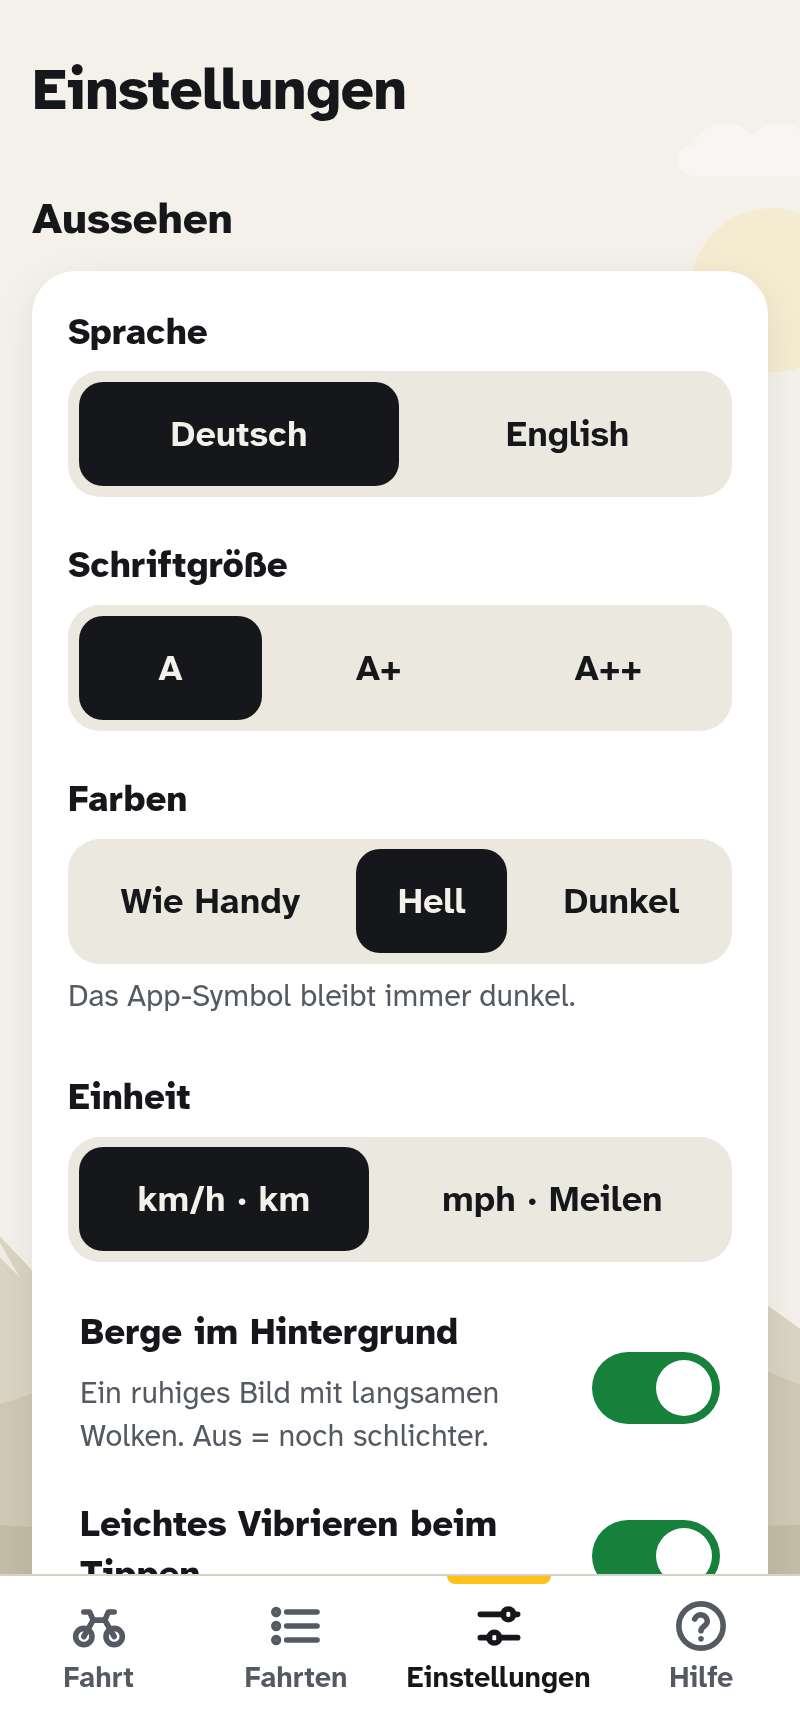 Einstellungen
Aussehen
Sprache
Deutsch English
Schriftgröße
A A+ A++
Farben
Wie Handy Hell Dunkel
Das App-Symbol bleibt immer dunkel.
Einheit
km/h · km mph · Meilen
Berge im Hintergrund
Ein ruhiges Bild mit langsamen
Wolken. Aus = noch schlichter.
Leichtes Vibrieren beim
Tippen
Fahrt Fahrten Einstellungen Hilfe